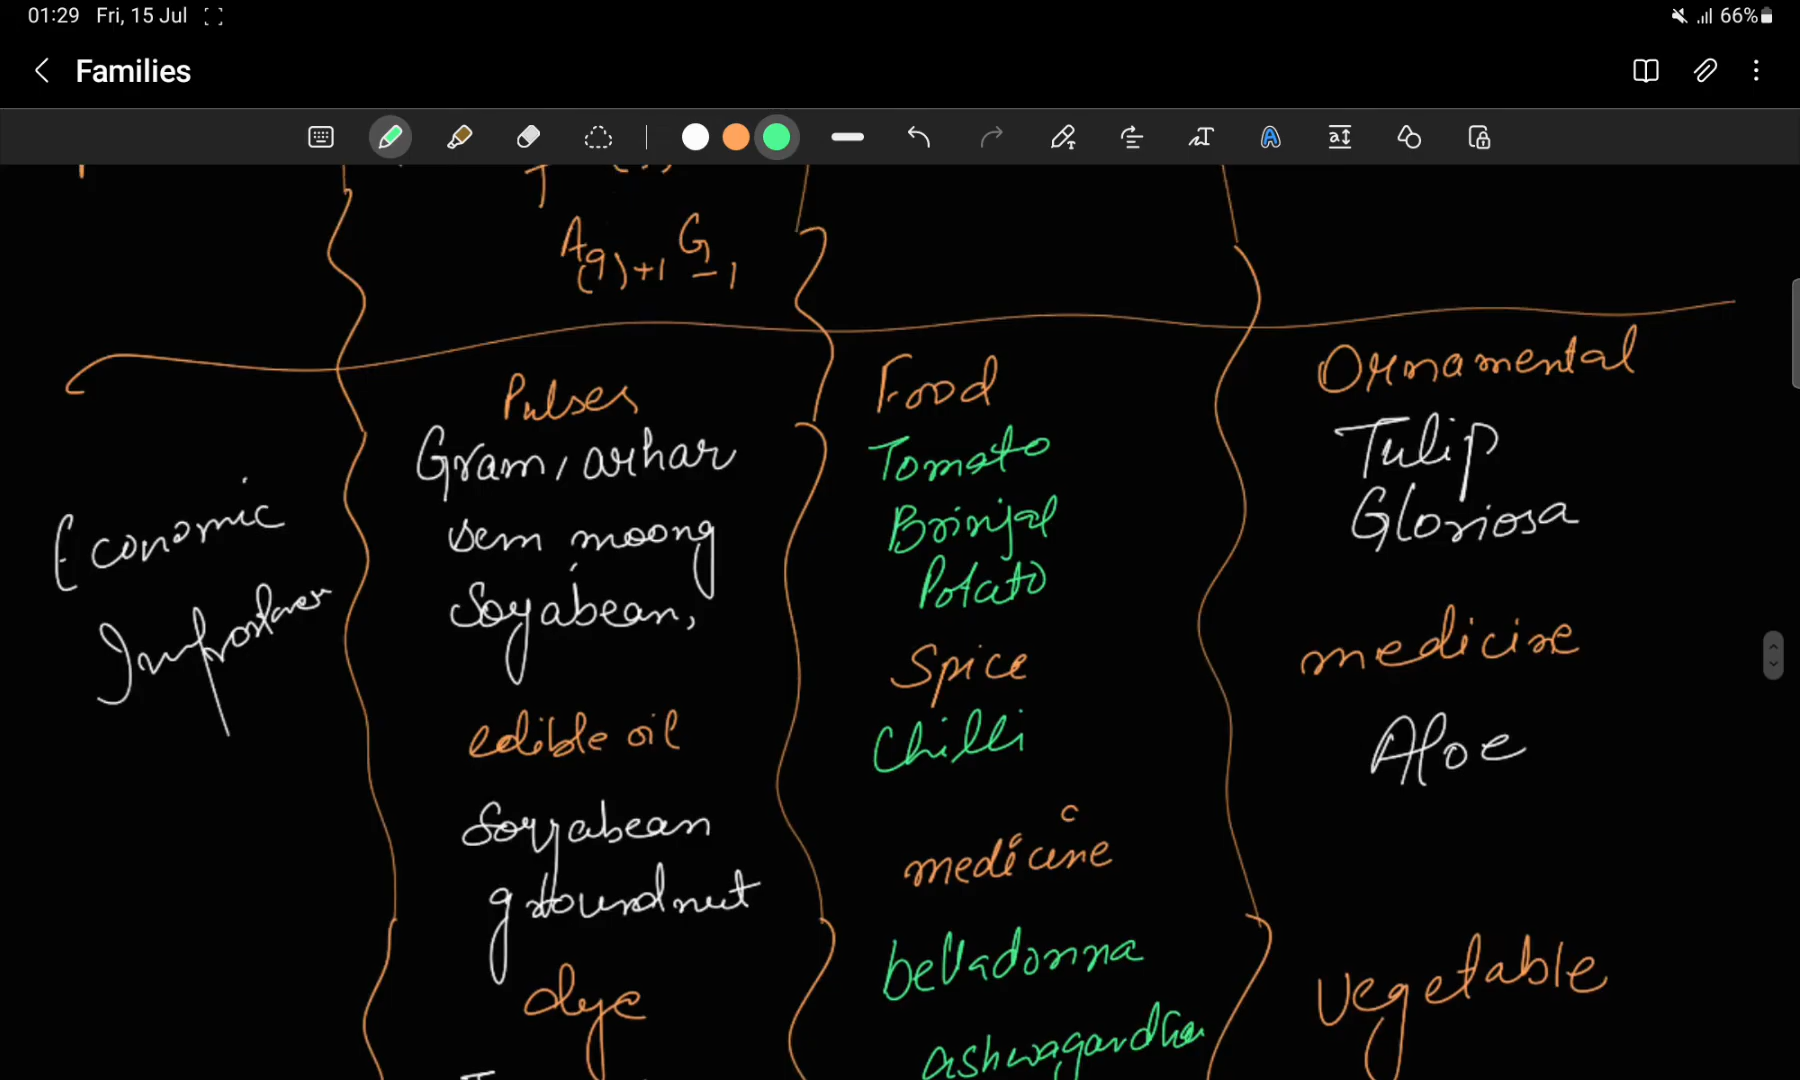 01:29 Fri, 15 Jul 66%
Families
A(9)+1 G1
Pulses
Gram, arhar
sem moong
Soyabean,
edible oil
Soyabean
groundnut
dye
Food
Tomato
Brinjal
Potato
Spice
Chilli
medicine
belladonna
ashwagandha
Ornamental
Tulip
Gloriosa
medicine
Aloe
vegetable
Economic